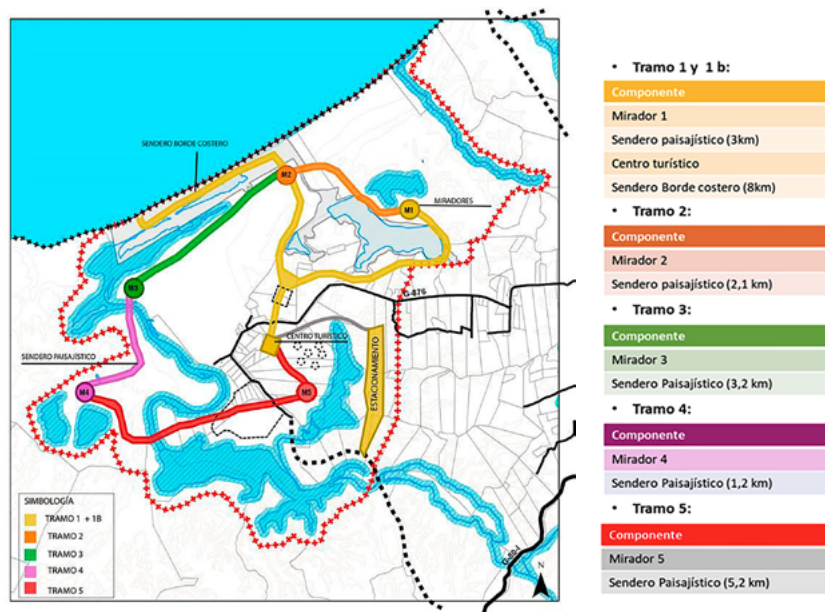 SENDERO BORDE COSTERO
M2
M1
MIRADORES
M3
G-876
CENTRO TURÍSTICO
SENDERO PAISAJÍSTICO
M4
M5
ESTACIONAMIENTO
SIMBOLOGÍA
TRAMO 1 + 1B
TRAMO 2
TRAMO 3
TRAMO 4
TRAMO 5
N
• Tramo 1 y 1 b:
Componente
Mirador 1
Sendero paisajístico (3km)
Centro turístico
Sendero Borde costero (8km)
• Tramo 2:
Componente
Mirador 2
Sendero paisajístico (2,1 km)
• Tramo 3:
Componente
Mirador 3
Sendero Paisajístico (3,2 km)
• Tramo 4:
Componente
Mirador 4
Sendero Paisajístico (1,2 km)
• Tramo 5:
Componente
Mirador 5
Sendero Paisajístico (5,2 km)